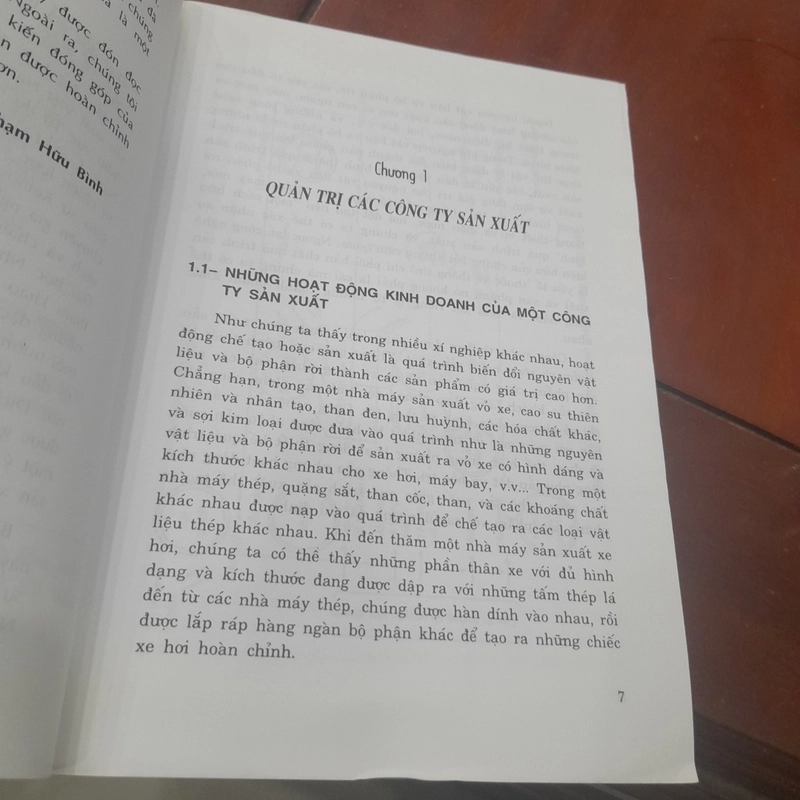 đã
chúng
là một
được đón đọc
Ngoài ra, chúng tôi
kiến đóng góp của
được hoàn chỉnh
ơn.
Phạm Hữu Bình
Chương 1
QUẢN TRỊ CÁC CÔNG TY SẢN XUẤT
1.1– NHỮNG HOẠT ĐỘNG KINH DOANH CỦA MỘT CÔNG
TY SẢN XUẤT
Như chúng ta thấy trong nhiều xí nghiệp khác nhau, hoạt
động chế tạo hoặc sản xuất là quá trình biến đổi nguyên vật
liệu và bộ phận rời thành các sản phẩm có giá trị cao hơn.
Chẳng hạn, trong một nhà máy sản xuất vỏ xe, cao su thiên
nhiên và nhân tạo, than đen, lưu huỳnh, các hóa chất khác,
và sợi kim loại được đưa vào quá trình như là những nguyên
vật liệu và bộ phận rời để sản xuất ra vỏ xe có hình dáng và
kích thước khác nhau cho xe hơi, máy bay, v.v... Trong một
nhà máy thép, quặng sắt, than cốc, than, và các khoáng chất
khác nhau được nạp vào quá trình để chế tạo ra các loại vật
liệu thép khác nhau. Khi đến thăm một nhà máy sản xuất xe
hơi, chúng ta có thể thấy những phần thân xe với đủ hình
dạng và kích thước đang được dập ra với những tấm thép lá
đến từ các nhà máy thép, chúng được hàn dính vào nhau, rồi
được lắp ráp hàng ngàn bộ phận khác để tạo ra những chiếc
xe hơi hoàn chỉnh.
7